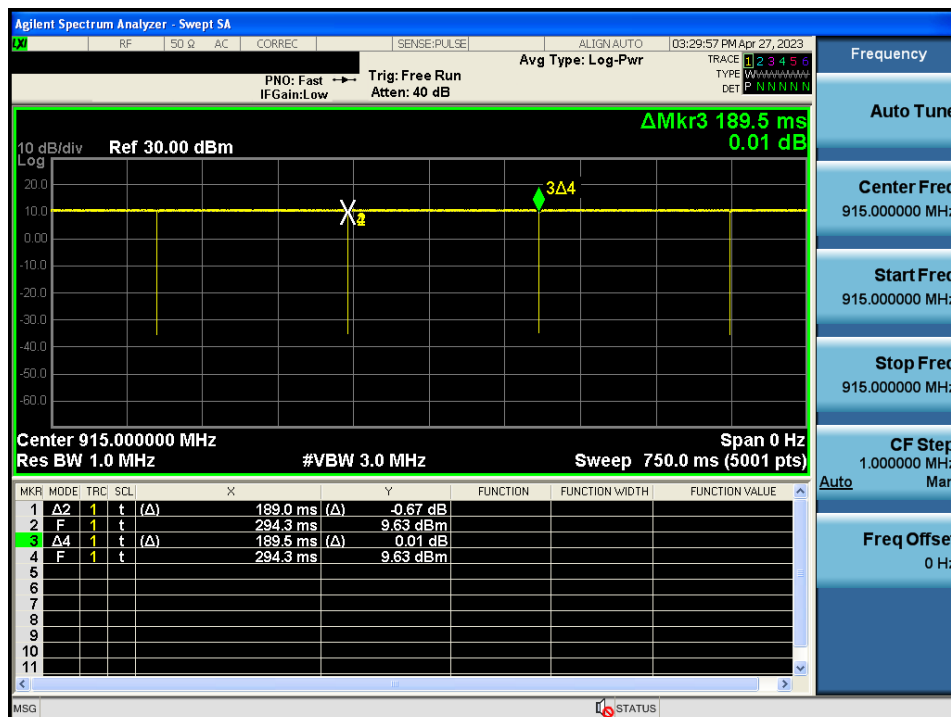 Agilent Spectrum Analyzer - Swept SA
LXI RF 50 Ω AC CORREC SENSE:PULSE ALIGN AUTO 03:29:57 PM Apr 27, 2023
Avg Type: Log-Pwr
TRACE 1 2 3 4 5 6
TYPE W
DET P N N N N N
PNO: Fast
IFGain:Low
Trig: Free Run
Atten: 40 dB
ΔMkr3 189.5 ms
0.01 dB
10 dB/div
Log
Ref 30.00 dBm
20.0
10.0
0.00
-10.0
-20.0
-30.0
-40.0
-50.0
-60.0
3Δ4
Center 915.000000 MHz
Span 0 Hz
Res BW 1.0 MHz
#VBW 3.0 MHz
Sweep 750.0 ms (5001 pts)
MKR MODE TRC SCL X Y FUNCTION FUNCTION WIDTH FUNCTION VALUE
1 Δ2 1 t (Δ) 189.0 ms (Δ) -0.67 dB
2 F 1 t 294.3 ms 9.63 dBm
3 Δ4 1 t (Δ) 189.5 ms (Δ) 0.01 dB
4 F 1 t 294.3 ms 9.63 dBm
5
6
7
8
9
10
11
MSG
STATUS
Frequency
Auto Tune
Center Freq
915.000000 MHz
Start Freq
915.000000 MHz
Stop Freq
915.000000 MHz
CF Step
1.000000 MHz
Auto Man
Freq Offset
0 Hz